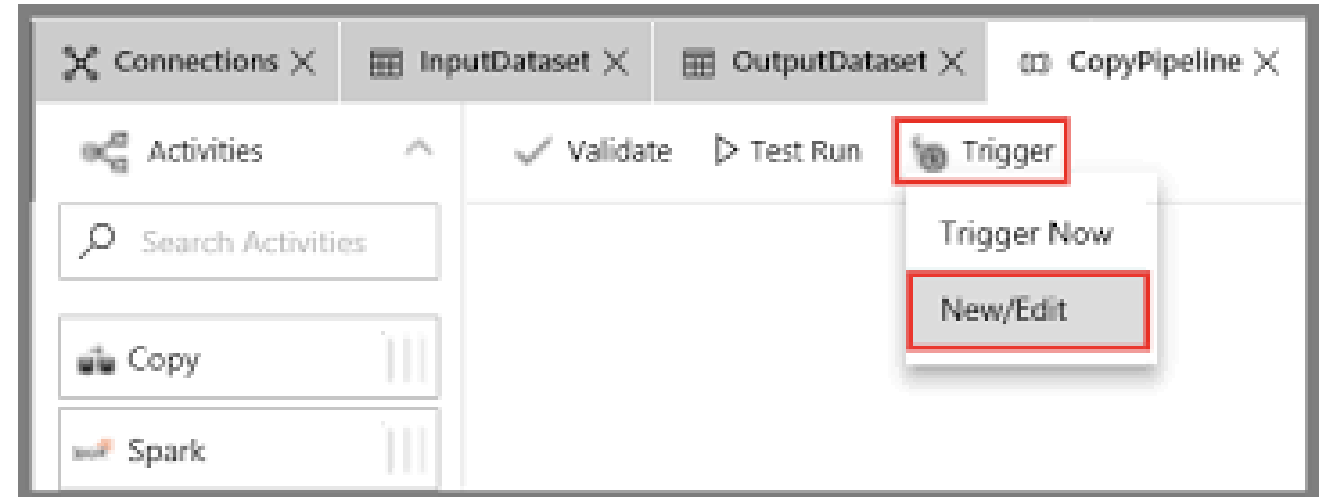 Connections
InputDataset
OutputDataset
CopyPipeline
Activities
Validate
Test Run
Trigger
Search Activities
Trigger Now
New/Edit
Copy
Spark